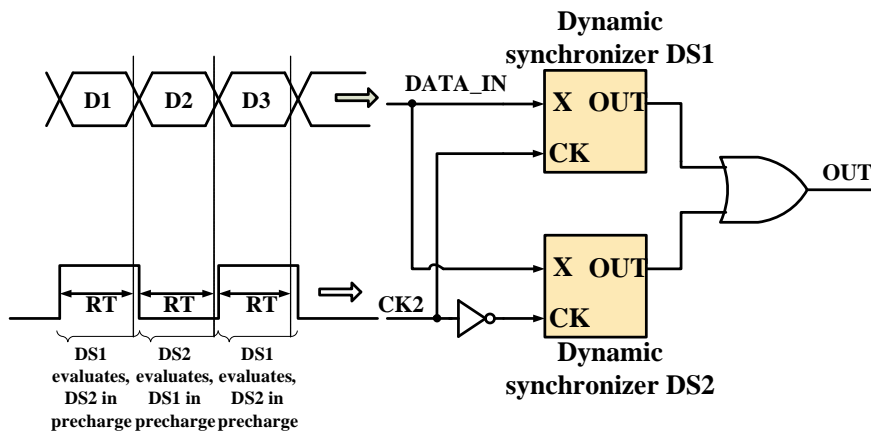 Dynamic
synchronizer DS1
D1
D2
D3
DATA_IN
X
OUT
CK
OUT
X
OUT
CK
RT
RT
RT
CK2
DS1
evaluates,
DS2 in
precharge
DS2
evaluates,
DS1 in
precharge
DS1
evaluates,
DS2 in
precharge
Dynamic
synchronizer DS2